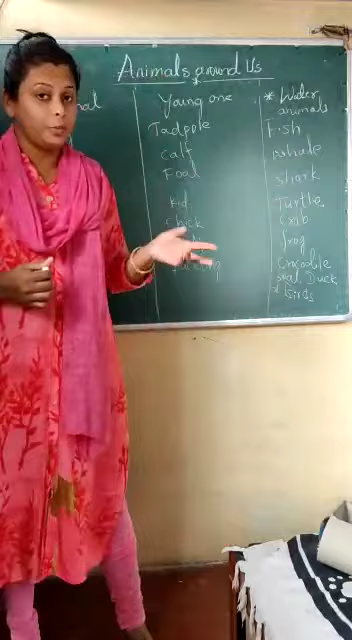 Animals around Us
Young one
Tadpole
Calf
Foal
Kid
Chick
* Water animals
Fish
whale
shark
Turtle
Crab
frog
Crocodile
seal Duck
* Birds